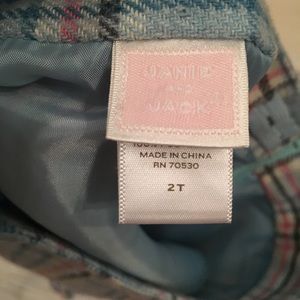 JANIE
AND
JACK
MADE IN CHINA
RN 70530
2T